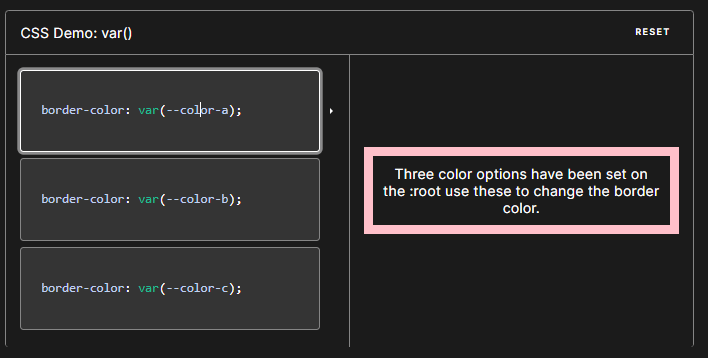 CSS Demo: var()
RESET
border-color: var(--color-a);
border-color: var(--color-b);
border-color: var(--color-c);
Three color options have been set on
the :root use these to change the border
color.